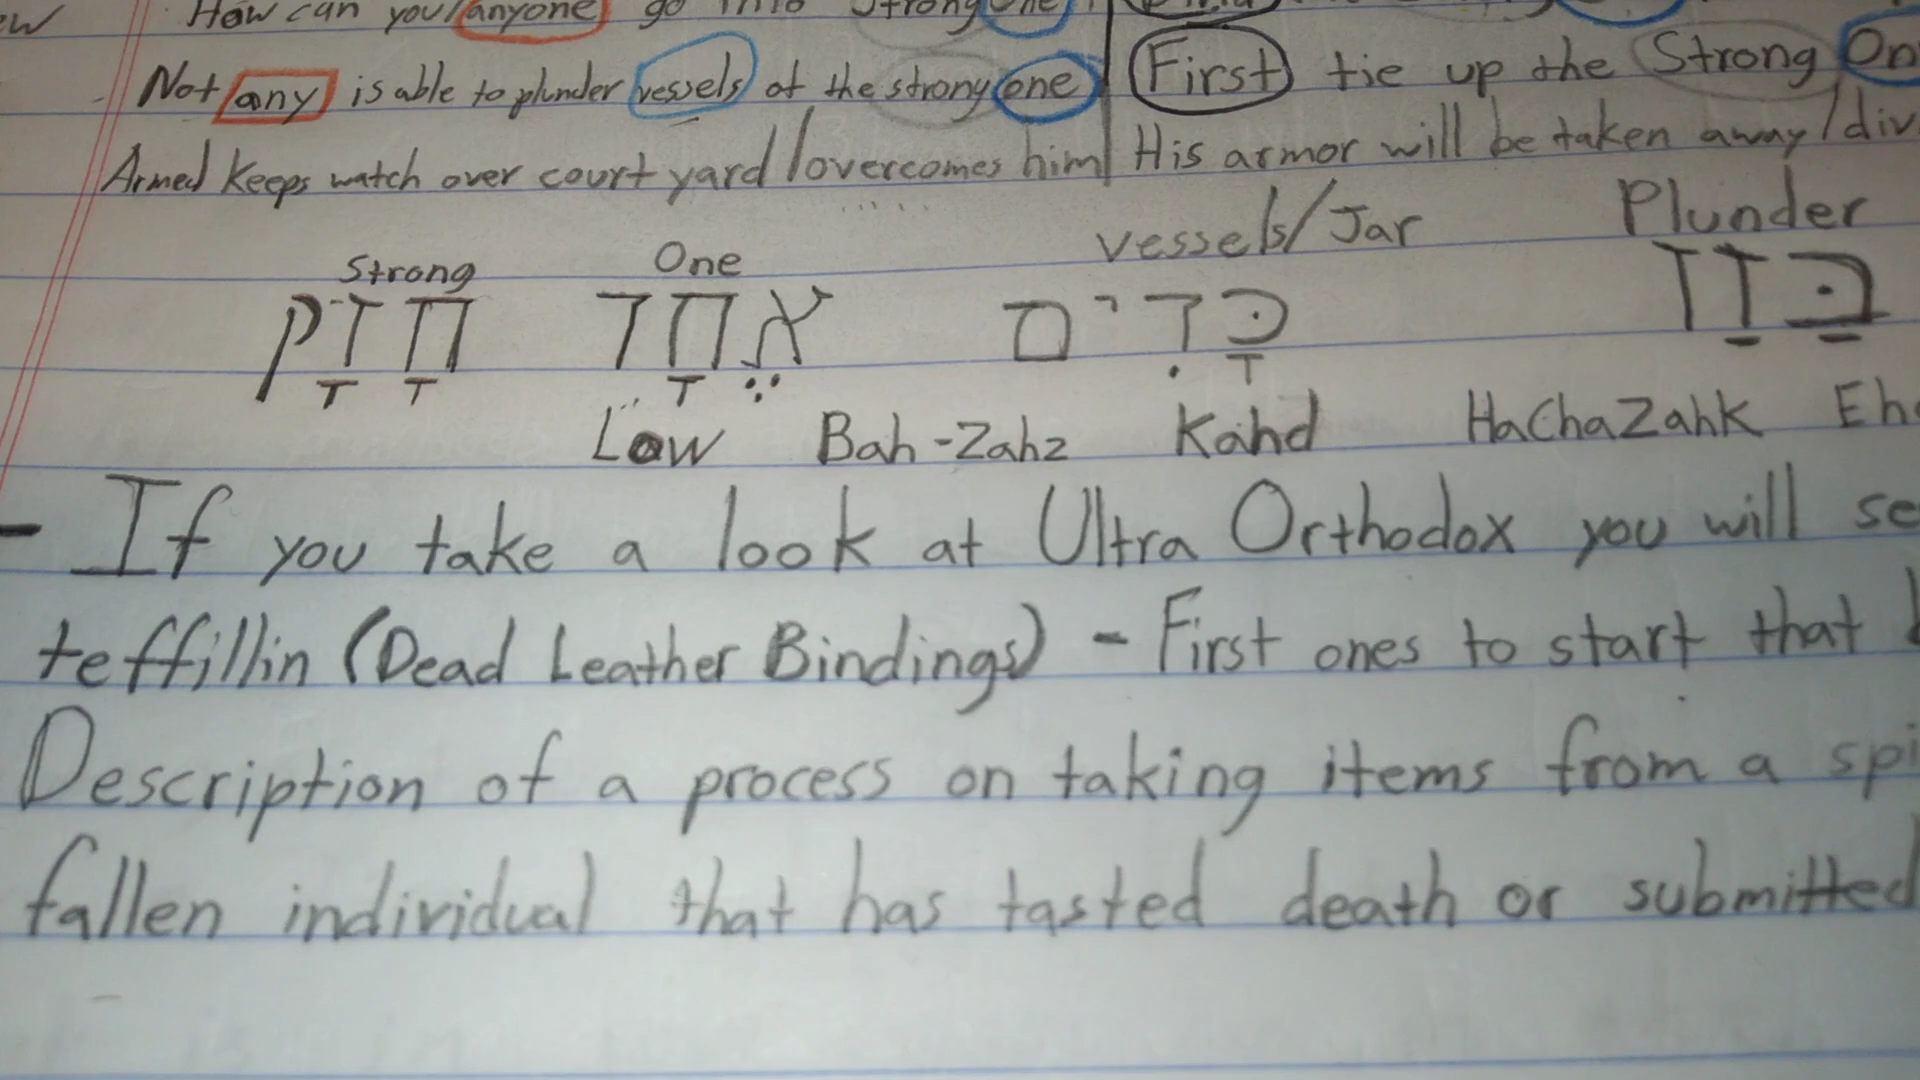 How can you/anyone go into Strong One
Not any is able to plunder vessels of the strong one First tie up the Strong On
Armed keeps watch over court yard/overcomes him His armor will be taken away/div
Strong One vessels/Jar Plunder
חָזָק אֶחָד כָּדִים בַּזַז
Law Bah-Zahz Kahd HaChaZahk Eh
- If you take a look at Ultra Orthodox you will se
teffillin (Dead Leather Bindings) - First ones to start that
Description of a process on taking items from a spi
fallen individual that has tasted death or submitted